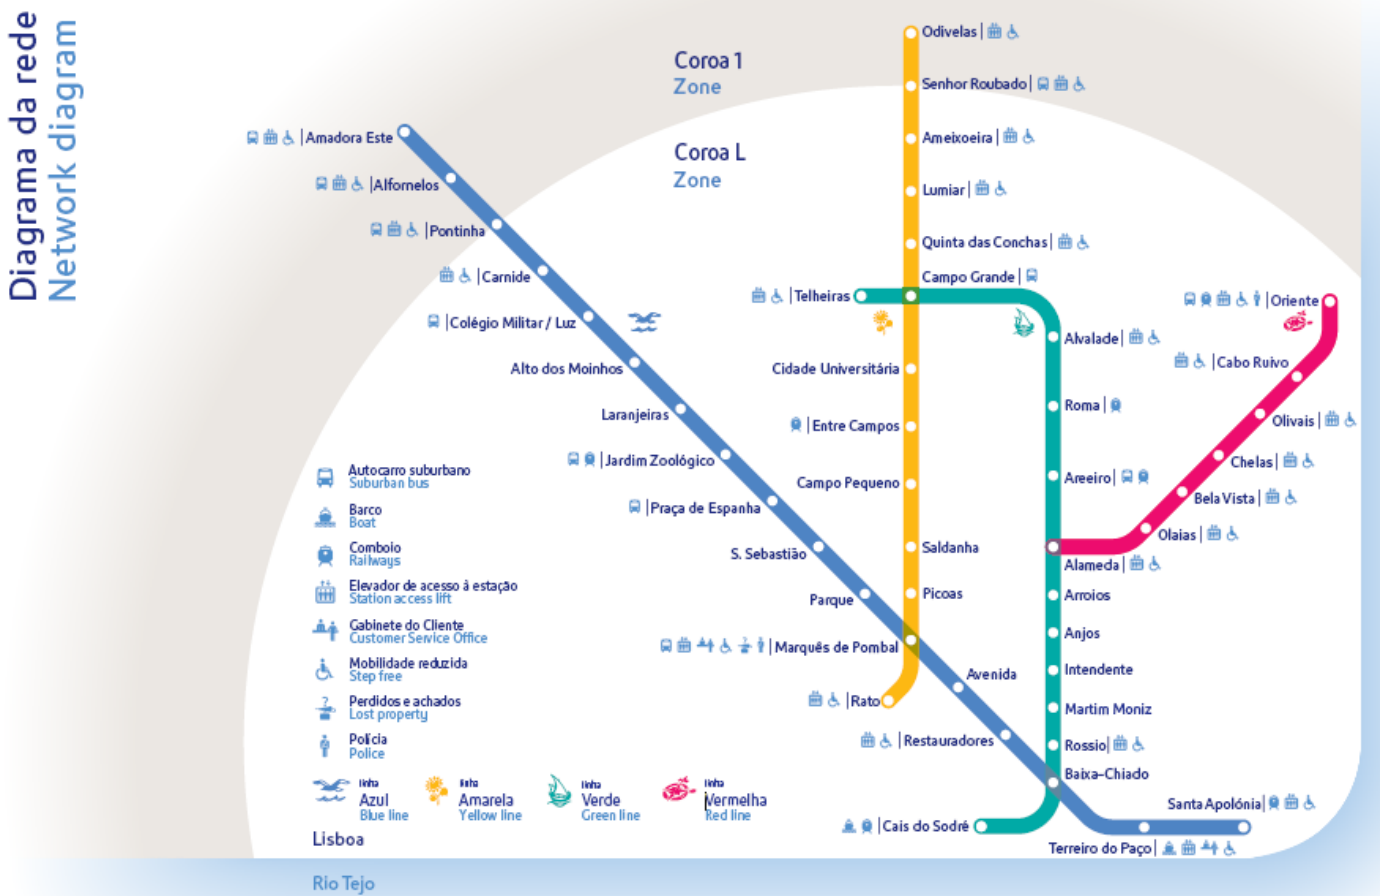 Diagrama da rede
Network diagram
Coroa 1
Zone
Coroa L
Zone
Odivelas
Senhor Roubado
Ameixoeira
Lumiar
Quinta das Conchas
Campo Grande
Telheiras
Cidade Universitária
Entre Campos
Campo Pequeno
Saldanha
Picoas
Marquês de Pombal
Rato
Amadora Este
Alfornelos
Pontinha
Carnide
Colégio Militar / Luz
Alto dos Moinhos
Laranjeiras
Jardim Zoológico
Praça de Espanha
S. Sebastião
Parque
Avenida
Restauradores
Baixa-Chiado
Terreiro do Paço
Santa Apolónia
Alvalade
Roma
Areeiro
Alameda
Arroios
Anjos
Intendente
Martim Moniz
Rossio
Cais do Sodré
Oriente
Cabo Ruivo
Olivais
Chelas
Bela Vista
Olaias
Autocarro suburbano
Suburban bus
Barco
Boat
Comboio
Railways
Elevador de acesso à estação
Station access lift
Gabinete do Cliente
Customer Service Office
Mobilidade reduzida
Step free
Perdidos e achados
Lost property
Polícia
Police
linha
Azul
Blue line
linha
Amarela
Yellow line
linha
Verde
Green line
linha
Vermelha
Red line
Lisboa
Rio Tejo